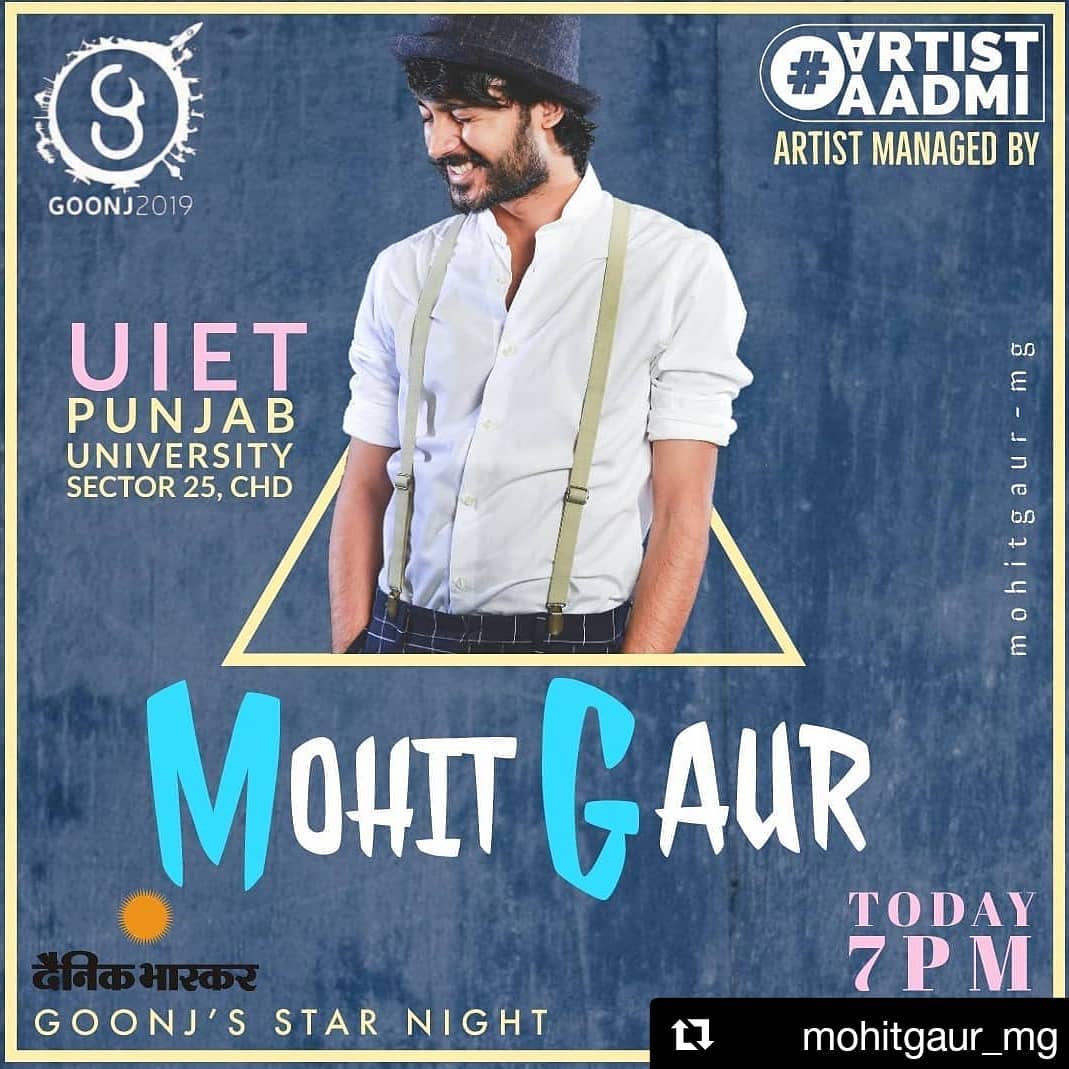 GOONJ2019
#ARTIST
AADMI
ARTIST MANAGED BY
UIET
PUNJAB
UNIVERSITY
SECTOR 25, CHD
mohitgaur-mg
MOHIT GAUR
TODAY
7PM
दैनिक भास्कर
GOONJ'S STAR NIGHT
mohitgaur_mg